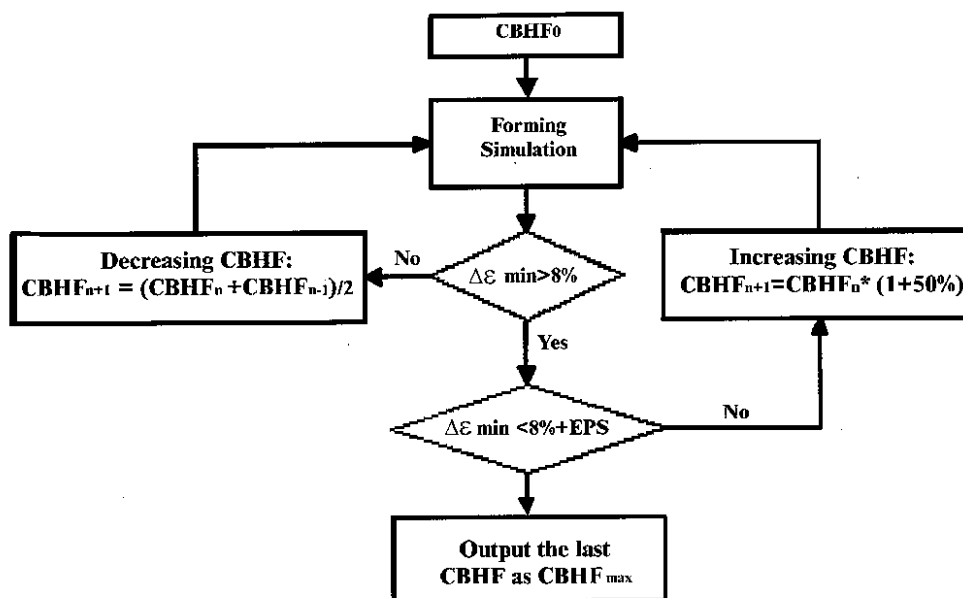 CBHF0
Forming
Simulation
Decreasing CBHF:
CBHFn+1 = (CBHFn +CBHFn-1)/2
No
Δε min>8%
Increasing CBHF:
CBHFn+1=CBHFn* (1+50%)
Yes
Δε min <8%+EPS
No
Output the last
CBHF as CBHFmax